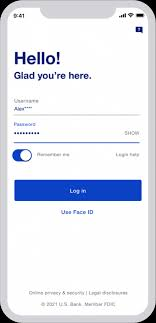 9:41
Hello!
Glad you're here.
Username
Alex****
Password
•••••••••
SHOW
Remember me
Login help
Log in
Use Face ID
Online privacy & security | Legal disclosures
© 2021 U.S. Bank. Member FDIC